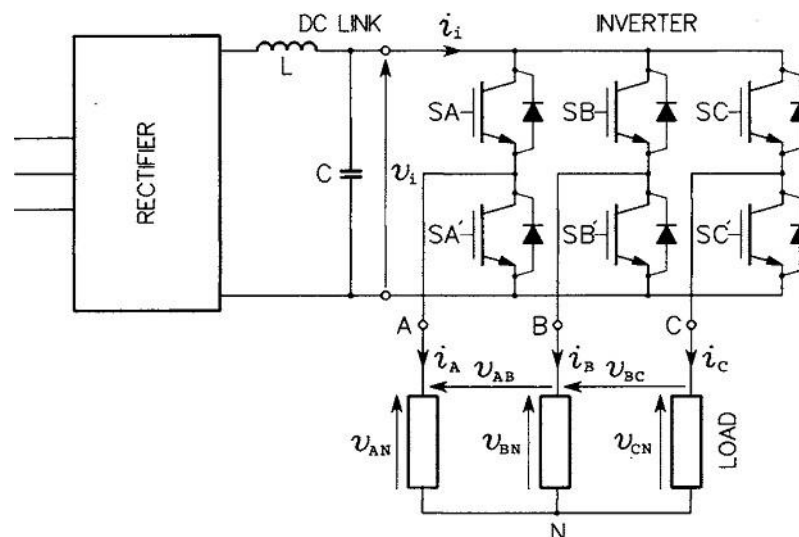 DC LINK
i_i
INVERTER
L
SA
SB
SC
RECTIFIER
C
v_i
SA'
SB'
SC'
A
B
C
i_A
i_B
i_C
v_AB
v_BC
v_AN
v_BN
v_CN
LOAD
N